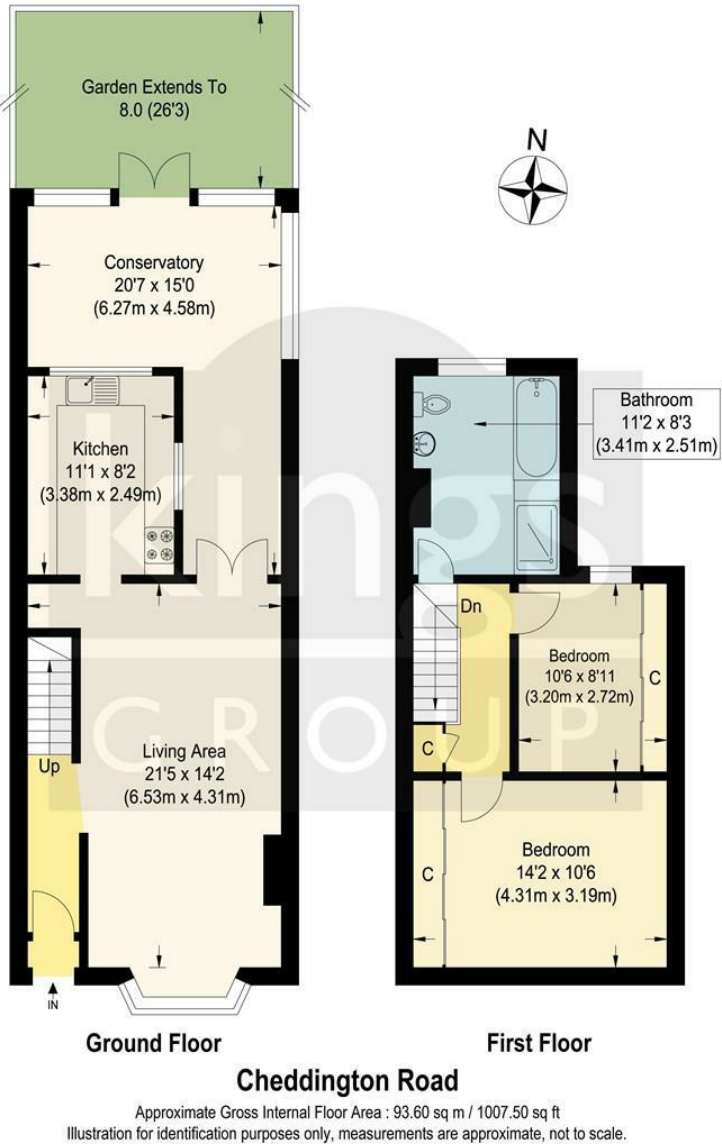 Garden Extends To
8.0 (26'3)
N
Conservatory
20'7 x 15'0
(6.27m x 4.58m)
Kitchen
11'1 x 8'2
(3.38m x 2.49m)
Bathroom
11'2 x 8'3
(3.41m x 2.51m)
kings
GROUP
Dn
Bedroom
10'6 x 8'11
(3.20m x 2.72m)
C
C
Up
Living Area
21'5 x 14'2
(6.53m x 4.31m)
C
Bedroom
14'2 x 10'6
(4.31m x 3.19m)
IN
Ground Floor
First Floor
Cheddington Road
Approximate Gross Internal Floor Area : 93.60 sq m / 1007.50 sq ft
Illustration for identification purposes only, measurements are approximate, not to scale.